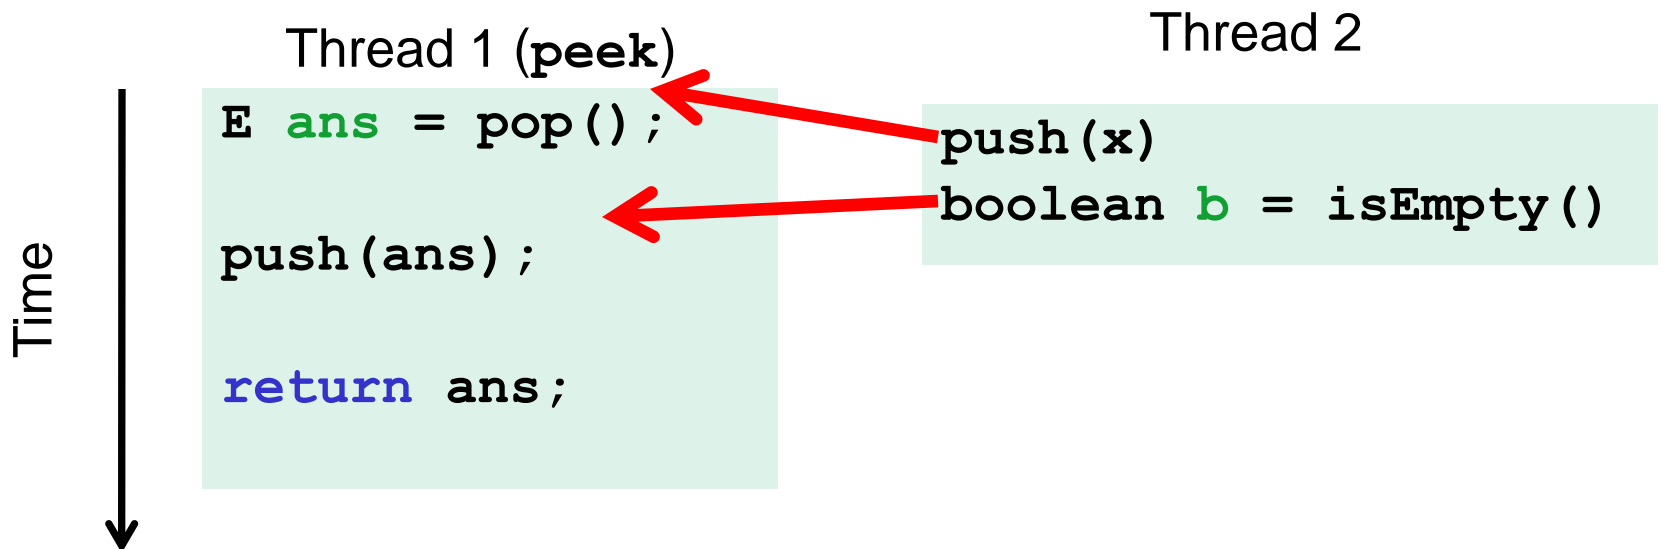 Thread 1 (peek)
E ans = pop();
push(ans);
return ans;
Thread 2
push(x)
boolean b = isEmpty()
Time